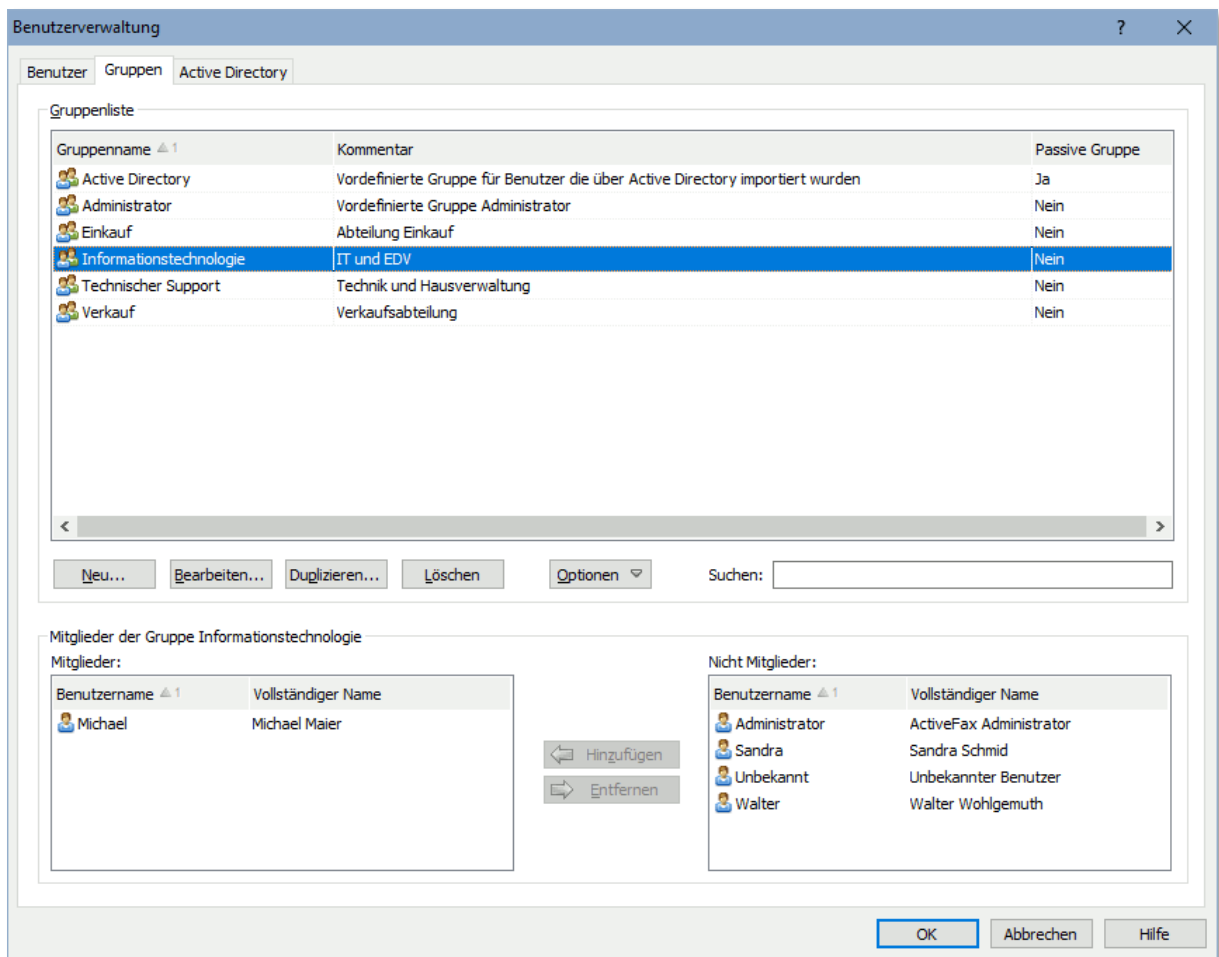 Benutzerverwaltung ?
Benutzer Gruppen Active Directory
Gruppenliste
Gruppenname 1 Kommentar Passive Gruppe
Active Directory Vordefinierte Gruppe für Benutzer die über Active Directory importiert wurden Ja
Administrator Vordefinierte Gruppe Administrator Nein
Einkauf Abteilung Einkauf Nein
Informationstechnologie IT und EDV Nein
Technischer Support Technik und Hausverwaltung Nein
Verkauf Verkaufsabteilung Nein
Neu... Bearbeiten... Duplizieren... Löschen Optionen Suchen:
Mitglieder der Gruppe Informationstechnologie
Mitglieder: Nicht Mitglieder:
Benutzername 1 Vollständiger Name Benutzername 1 Vollständiger Name
Michael Michael Maier Administrator ActiveFax Administrator
Hinzufügen Sandra Sandra Schmid
Unbekannt Unbekannter Benutzer
Entfernen Walter Walter Wohlgemuth
OK Abbrechen Hilfe